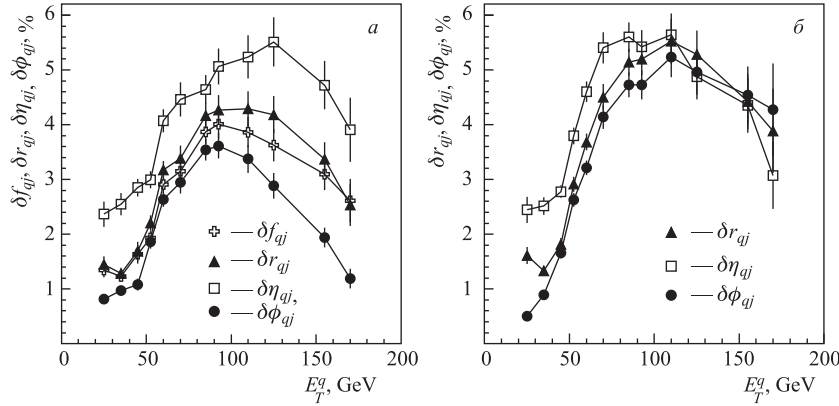 δf_qj, δr_qj, δη_qj, δϕ_qj, %
6
5
4
3
2
1
а
— δf_qj
— δr_qj
— δη_qj,
— δϕ_qj
0 50 100 150 200
E_T^q, GeV
δr_qj, δη_qj, δϕ_qj, %
6
5
4
3
2
1
б
— δr_qj
— δη_qj
— δϕ_qj
0 50 100 150 200
E_T^q, GeV